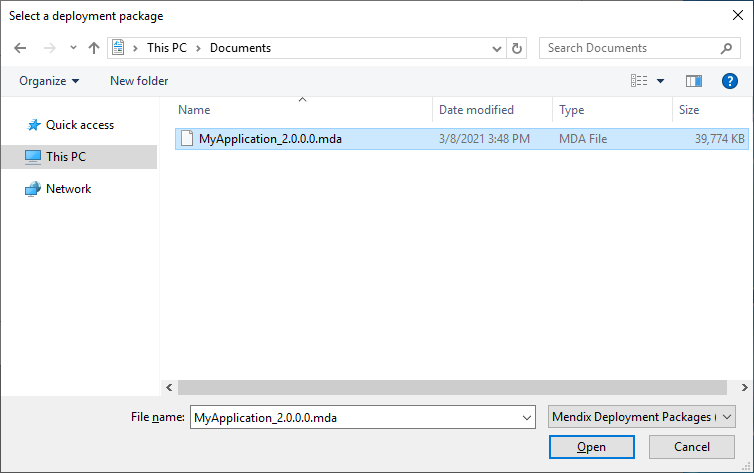 Select a deployment package
This PC > Documents
Search Documents
Organize
New folder
?
Name Date modified Type Size
Quick access
This PC
Network
MyApplication_2.0.0.0.mda 3/8/2021 3:48 PM MDA File 39,774 KB
File name: MyApplication_2.0.0.0.mda
Mendix Deployment Packages (
Open
Cancel